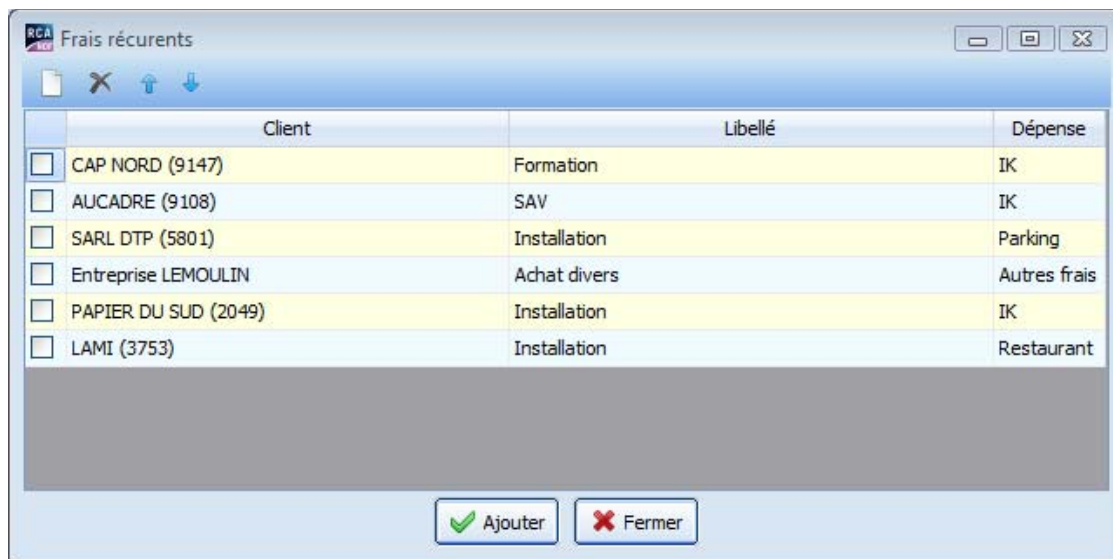 RCA Frais récurents
Client Libellé Dépense
CAP NORD (9147) Formation IK
AUCADRE (9108) SAV IK
SARL DTP (5801) Installation Parking
Entreprise LEMOULIN Achat divers Autres frais
PAPIER DU SUD (2049) Installation IK
LAMI (3753) Installation Restaurant
Ajouter Fermer